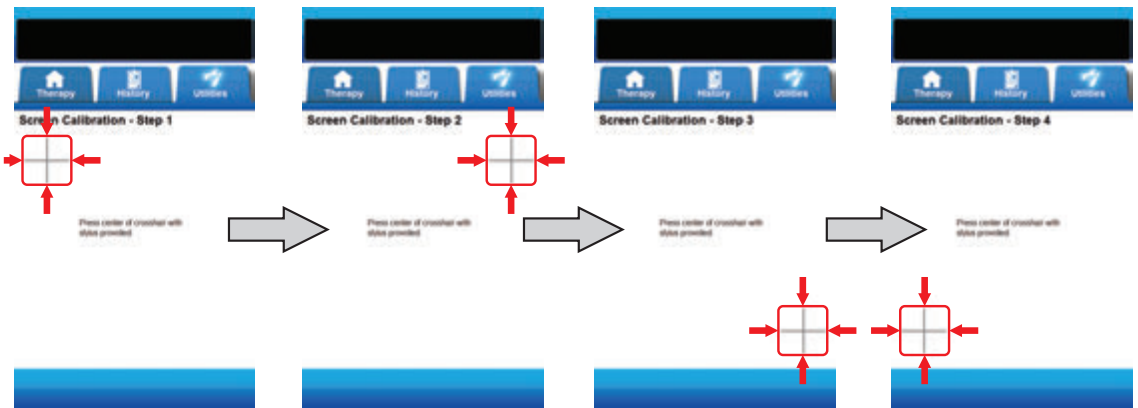 Therapy History Utilities
Screen Calibration - Step 1
Press center of crosshair with
stylus provided
Therapy History Utilities
Screen Calibration - Step 2
Press center of crosshair with
stylus provided
Therapy History Utilities
Screen Calibration - Step 3
Press center of crosshair with
stylus provided
Therapy History Utilities
Screen Calibration - Step 4
Press center of crosshair with
stylus provided